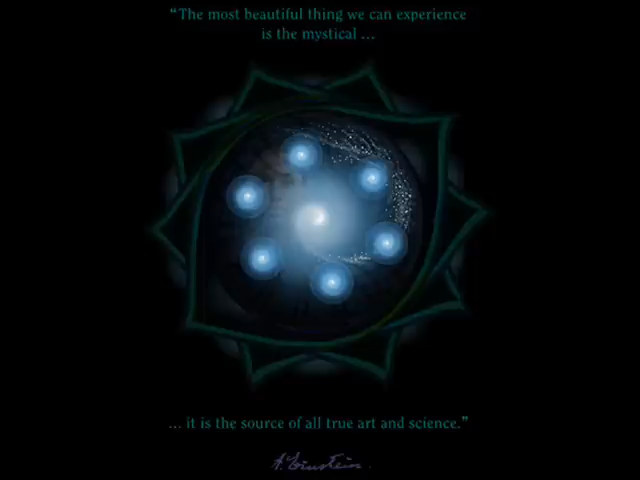 “The most beautiful thing we can experience
is the mystical ...
... it is the source of all true art and science.”
A. Einstein.